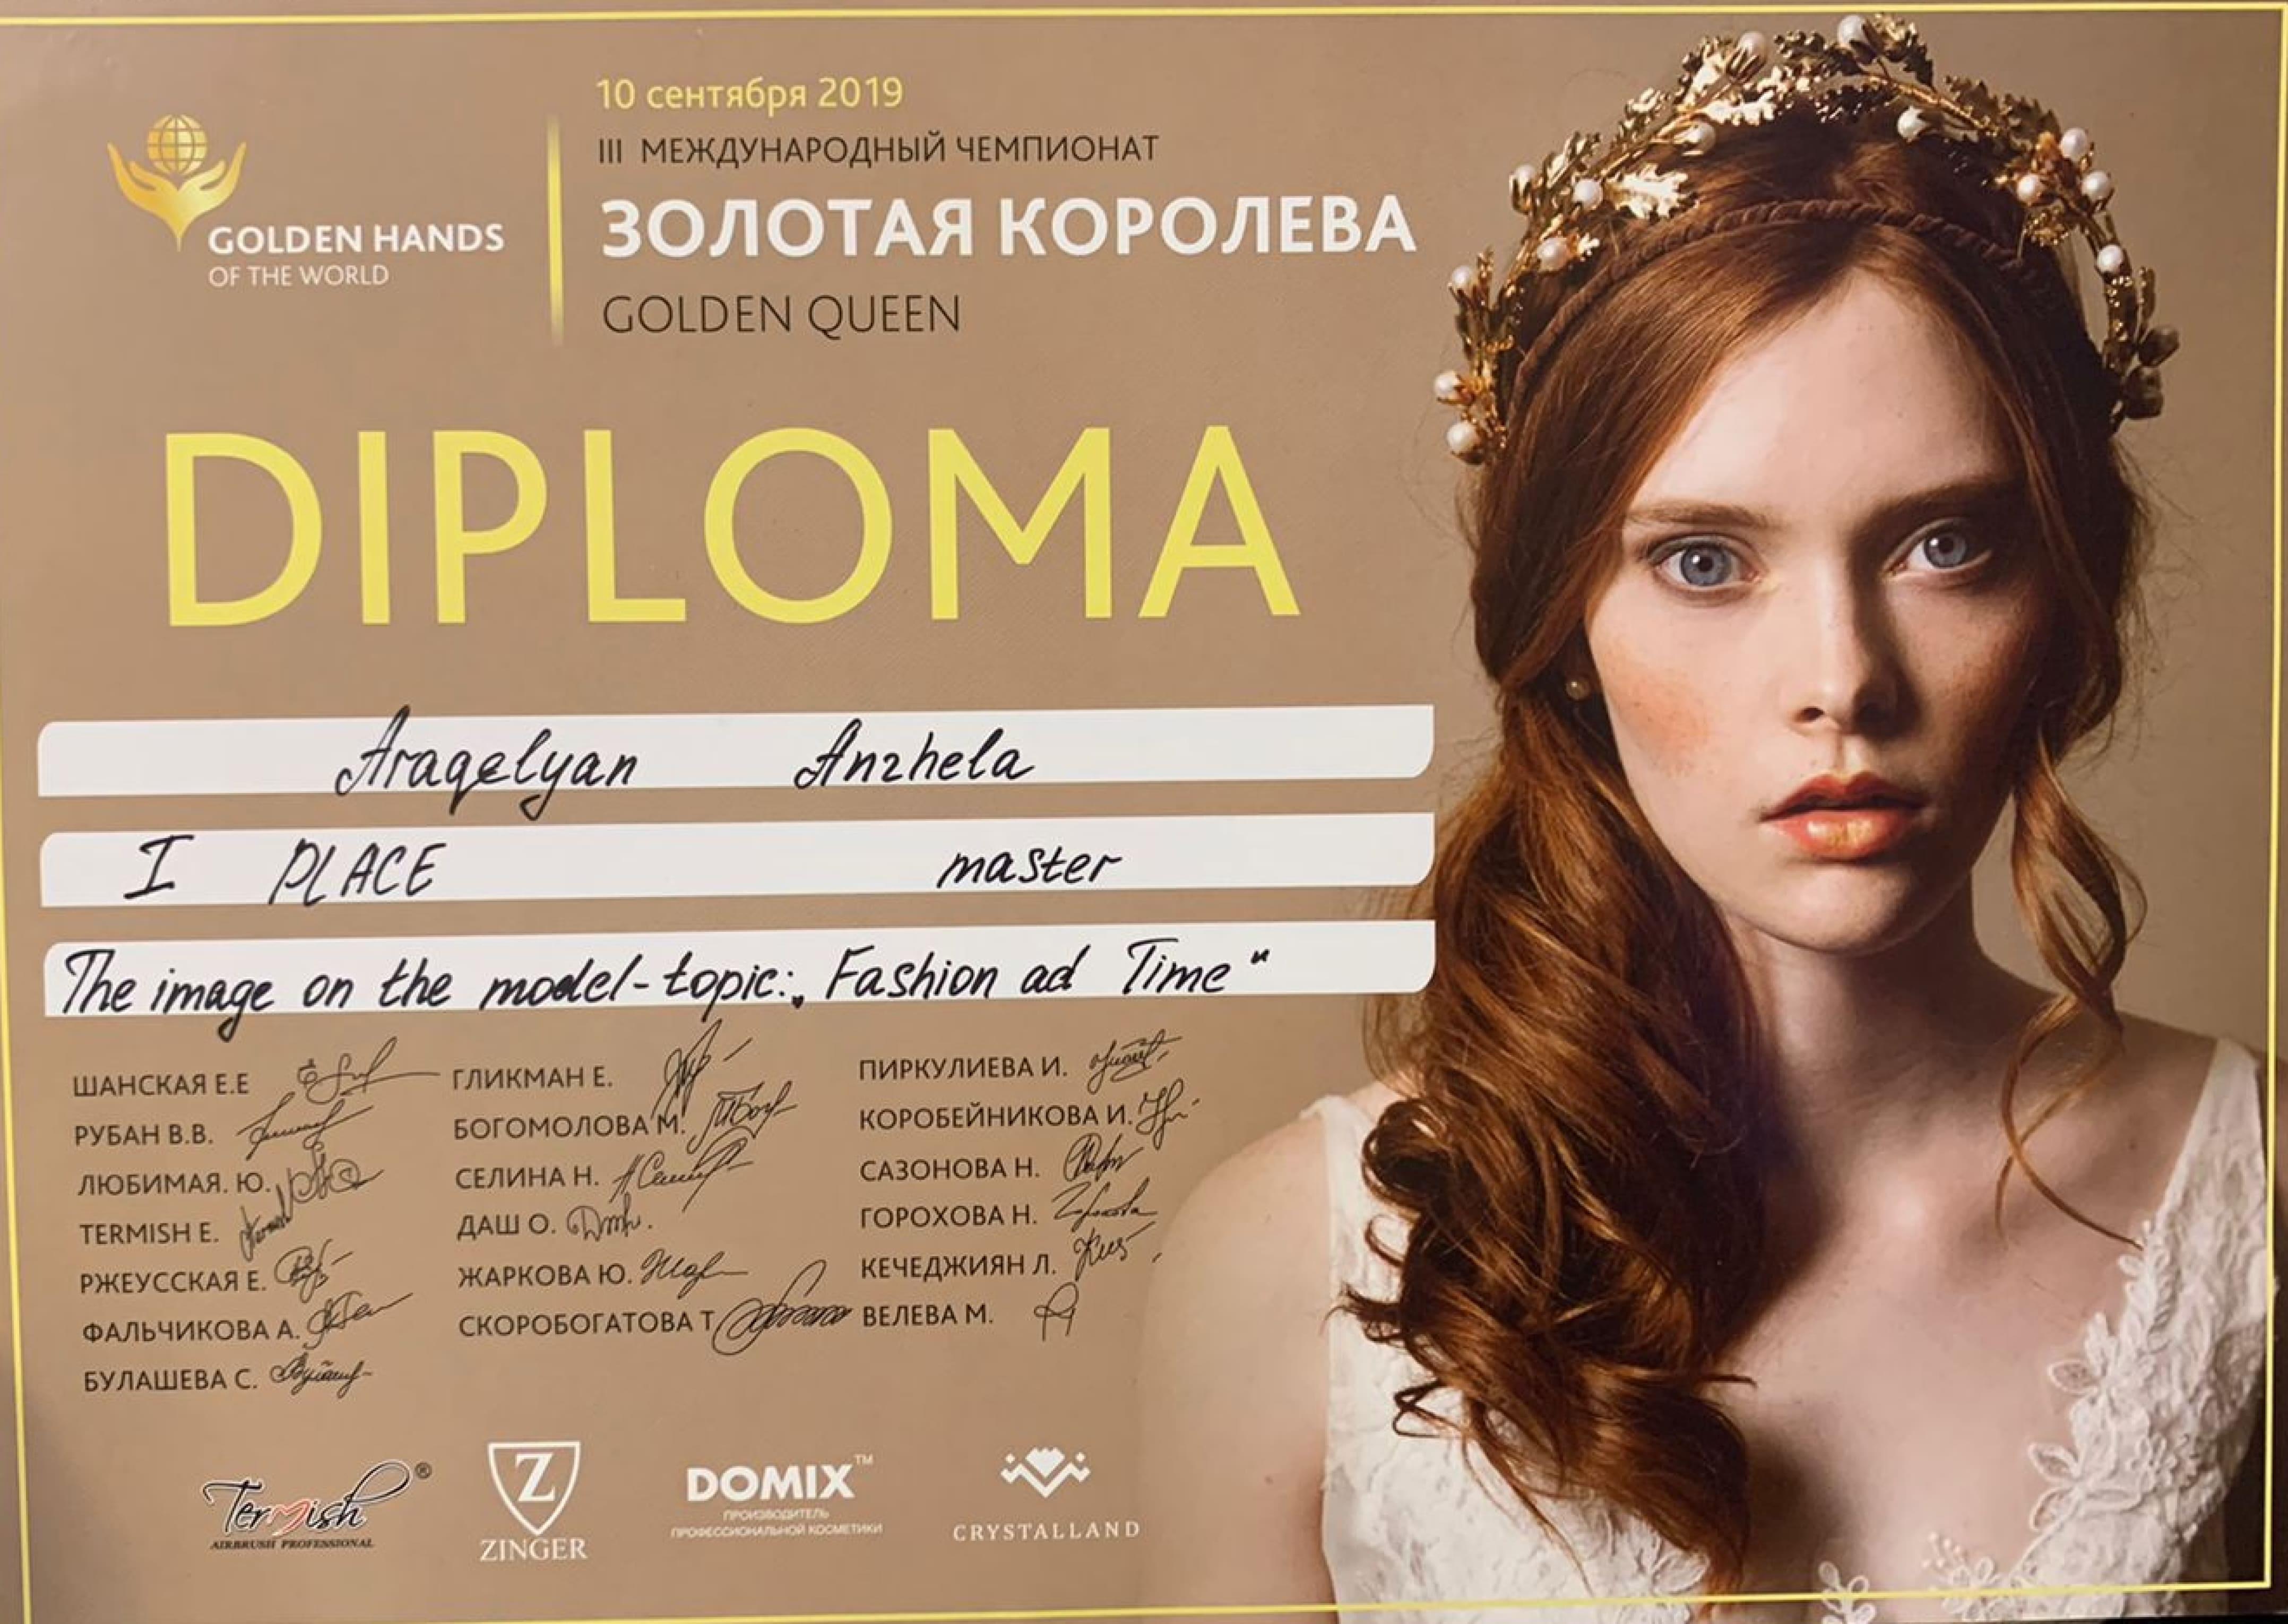 10 сентября 2019
III МЕЖДУНАРОДНЫЙ ЧЕМПИОНАТ
ЗОЛОТАЯ КОРОЛЕВА
GOLDEN QUEEN
GOLDEN HANDS
OF THE WORLD
DIPLOMA
Araqelyan Anzhela
I PLACE master
The image on the model-topic: „Fashion ad Time"
ШАНСКАЯ Е.Е
РУБАН В.В.
ЛЮБИМАЯ. Ю.
TERMISH E.
РЖЕУССКАЯ Е.
ФАЛЬЧИКОВА А.
БУЛАШЕВА С.
ГЛИКМАН Е.
БОГОМОЛОВА М.
СЕЛИНА Н.
ДАШ О.
ЖАРКОВА Ю.
СКОРОБОГАТОВА Т
ПИРКУЛИЕВА И.
КОРОБЕЙНИКОВА И.
САЗОНОВА Н.
ГОРОХОВА Н.
КЕЧЕДЖИЯН Л.
ВЕЛЕВА М.
Termish®
AIRBRUSH PROFESSIONAL
Z
ZINGER
DOMIX™
ПРОИЗВОДИТЕЛЬ
ПРОФЕССИОНАЛЬНОЙ КОСМЕТИКИ
CRYSTALLAND